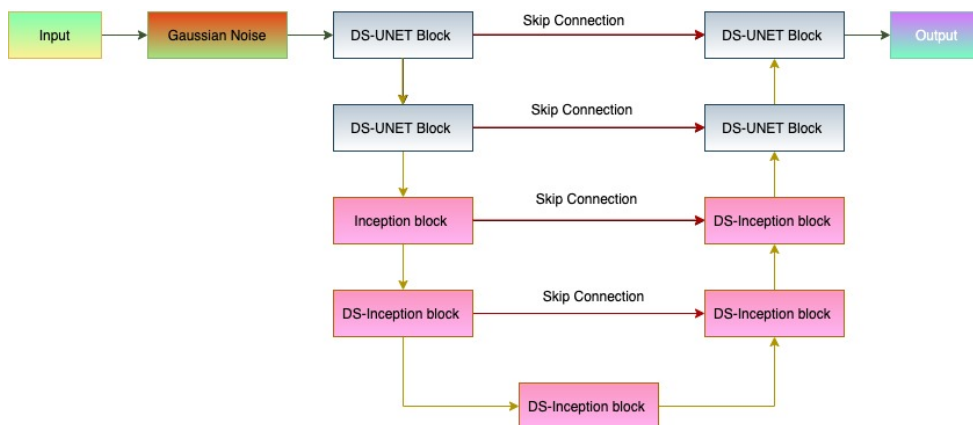 Input
Gaussian Noise
DS-UNET Block
Skip Connection
DS-UNET Block
Output
DS-UNET Block
Skip Connection
DS-UNET Block
Inception block
Skip Connection
DS-Inception block
DS-Inception block
Skip Connection
DS-Inception block
DS-Inception block